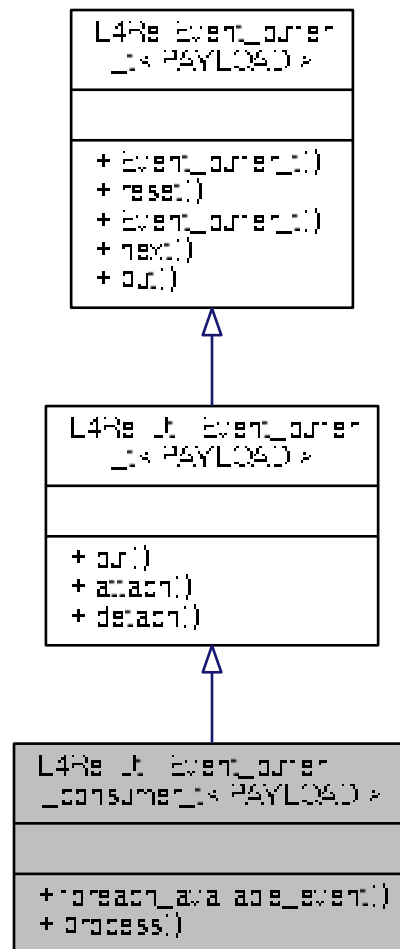 L4Re::Event_buffer
_t< PAYLOAD >
+ Event_buffer_t()
+ reset()
+ Event_buffer_t()
+ next()
+ put()
L4Re::Util::Event_buffer
_t< PAYLOAD >
+ buf()
+ attach()
+ detach()
L4Re::Util::Event_buffer
_consumer_t< PAYLOAD >
+ foreach_available_event()
+ process()